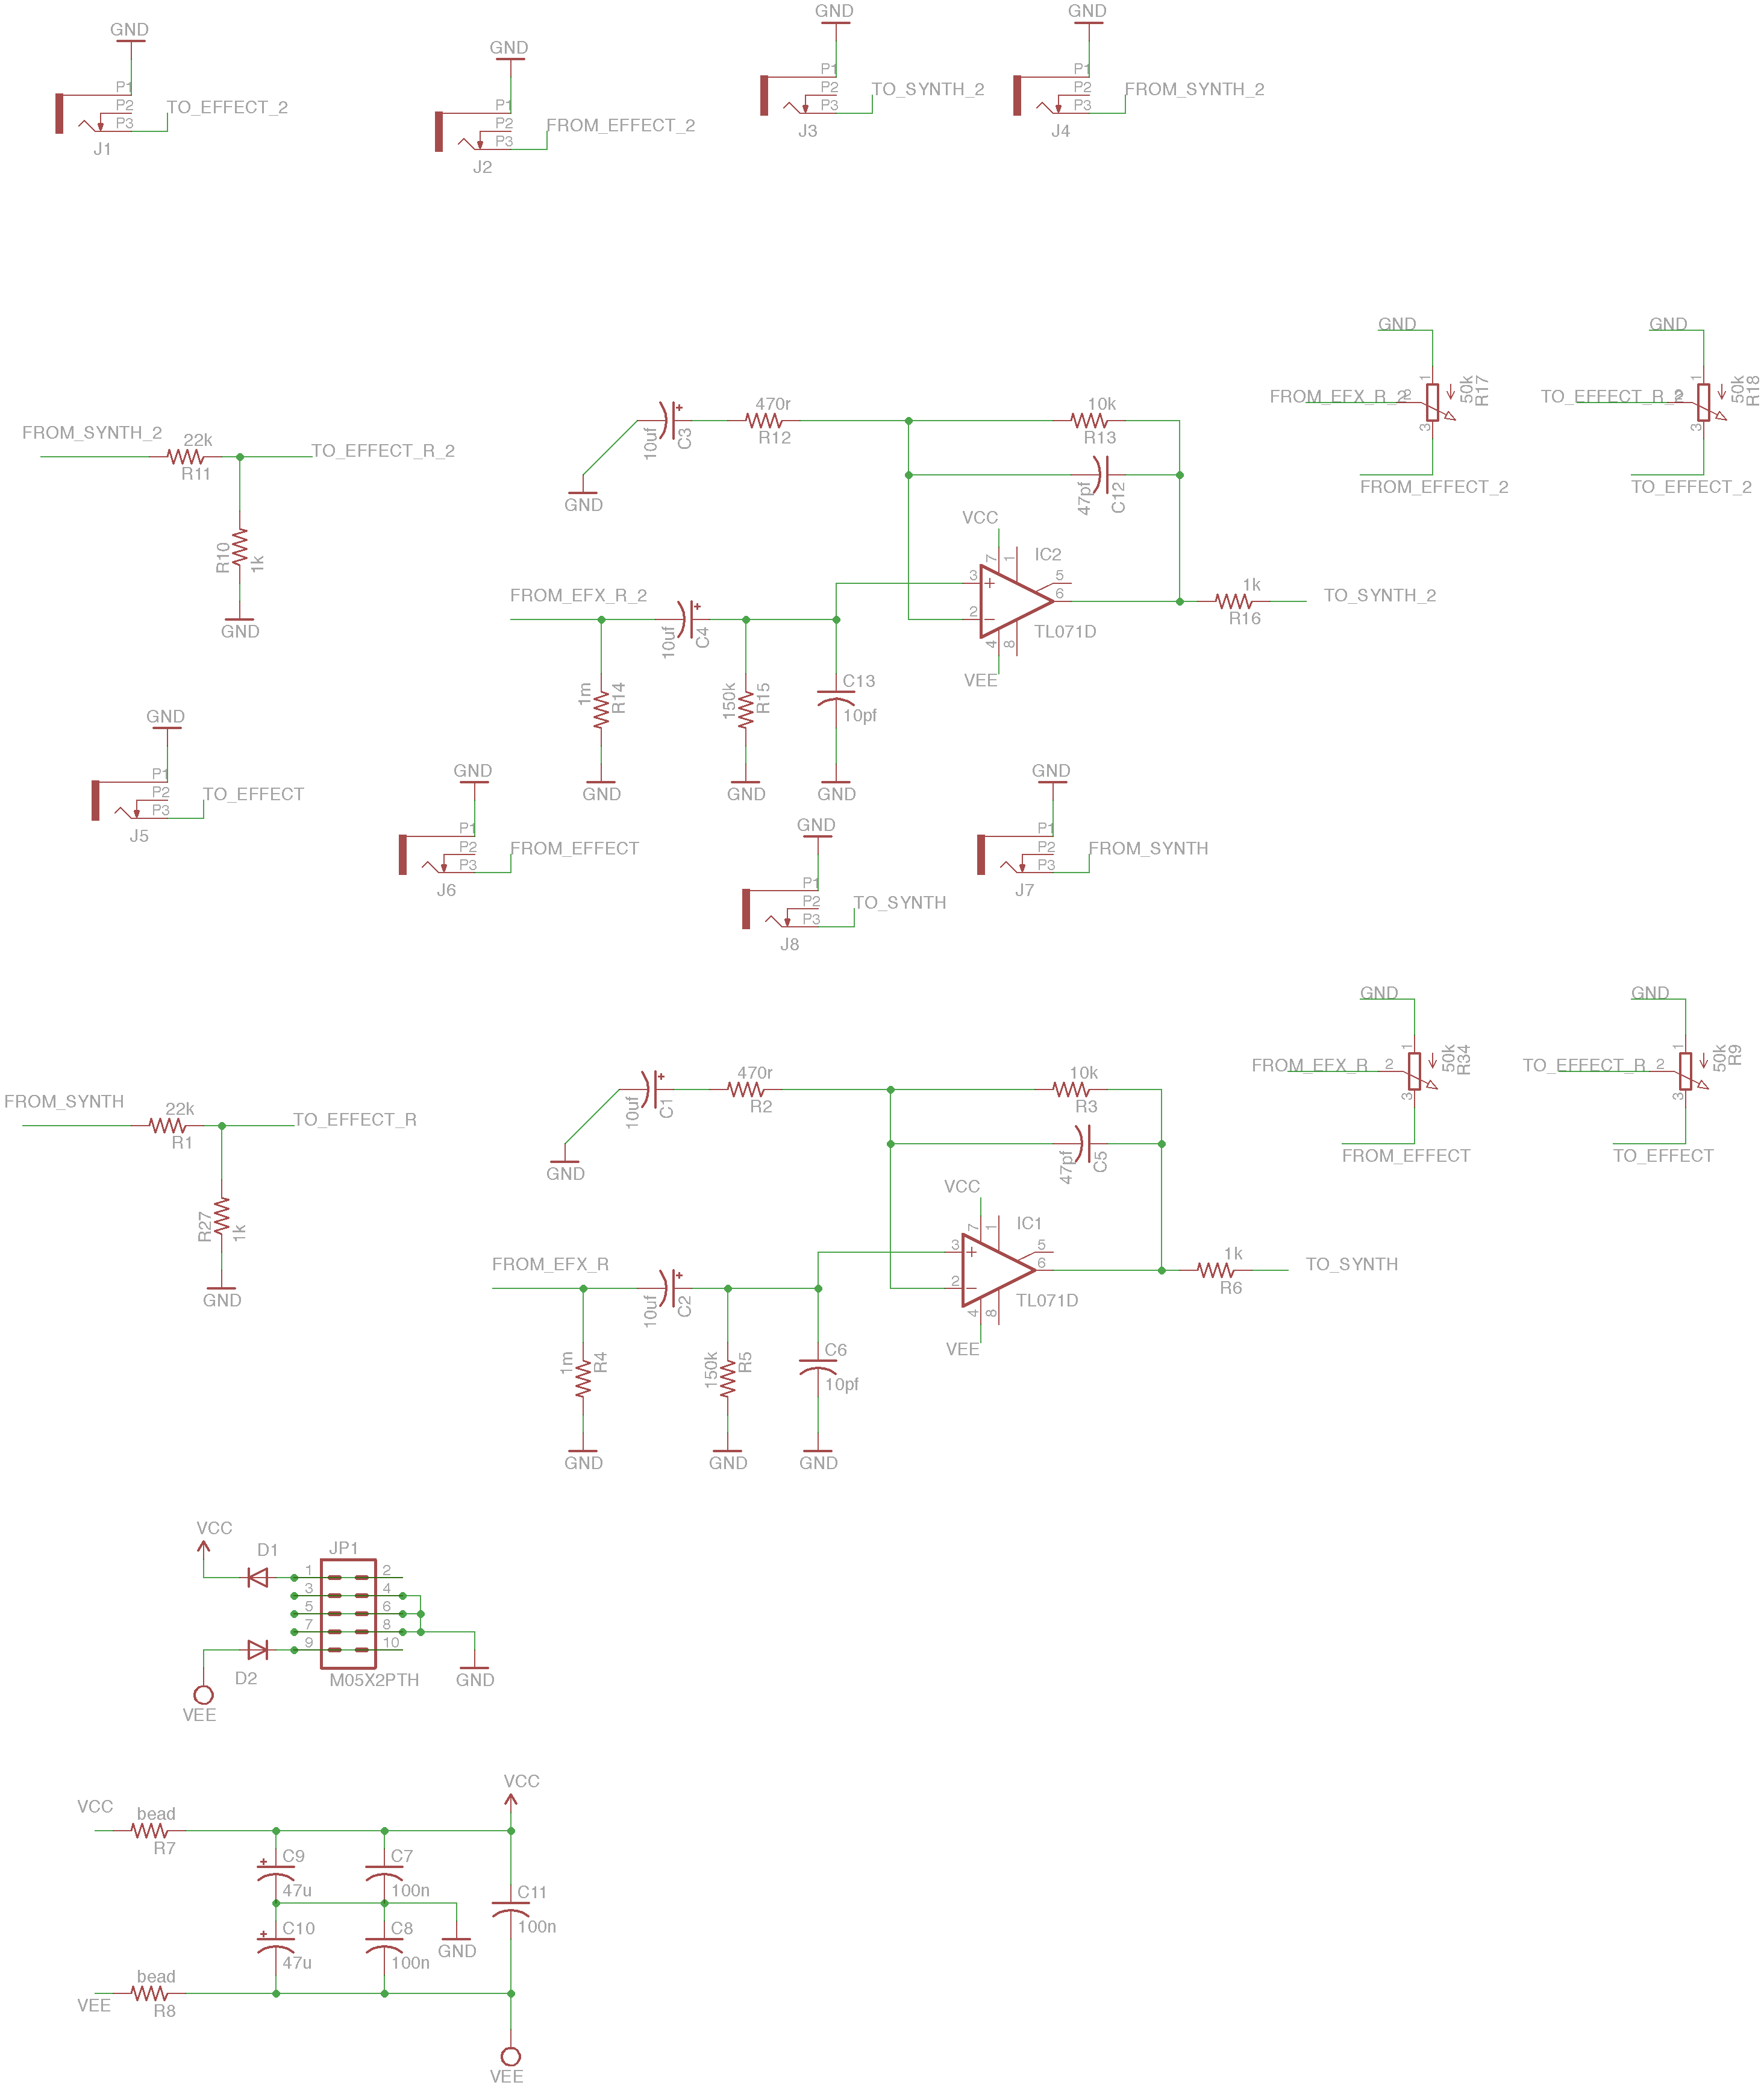 GND
P1
P2
P3
TO_EFFECT_2
J1
GND
P1
P2
P3
FROM_EFFECT_2
J2
GND
P1
P2
P3
TO_SYNTH_2
J3
GND
P1
P2
P3
FROM_SYNTH_2
J4
FROM_SYNTH_2
22k
R11
TO_EFFECT_R_2
R10
1k
GND
10uf
C3
470r
R12
GND
10k
R13
47pf
C12
VCC
7
1
IC2
3
2
5
6
4
8
TL071D
VEE
1k
R16
TO_SYNTH_2
FROM_EFX_R_2
10uf
C4
1m
R14
150k
R15
C13
10pf
GND
GND
GND
GND
1
FROM_EFX_R_2
2
3
50k
R17
FROM_EFFECT_2
GND
1
TO_EFFECT_R_2
2
3
50k
R18
TO_EFFECT_2
GND
P1
P2
P3
TO_EFFECT
J5
GND
P1
P2
P3
FROM_EFFECT
J6
GND
P1
P2
P3
TO_SYNTH
J8
GND
P1
P2
P3
FROM_SYNTH
J7
FROM_SYNTH
22k
R1
TO_EFFECT_R
R27
1k
GND
10uf
C1
470r
R2
GND
10k
R3
47pf
C5
VCC
7
1
IC1
3
2
5
6
4
8
TL071D
VEE
1k
R6
TO_SYNTH
FROM_EFX_R
10uf
C2
1m
R4
150k
R5
C6
10pf
GND
GND
GND
GND
1
FROM_EFX_R
2
3
50k
R34
FROM_EFFECT
GND
1
TO_EFFECT_R
2
3
50k
R9
TO_EFFECT
VCC
D1
JP1
1 2
3 4
5 6
7 8
9 10
D2
M05X2PTH
GND
VEE
VCC
VCC
bead
R7
C9
47u
C7
100n
C11
100n
C10
47u
C8
100n
GND
bead
VEE
R8
VEE